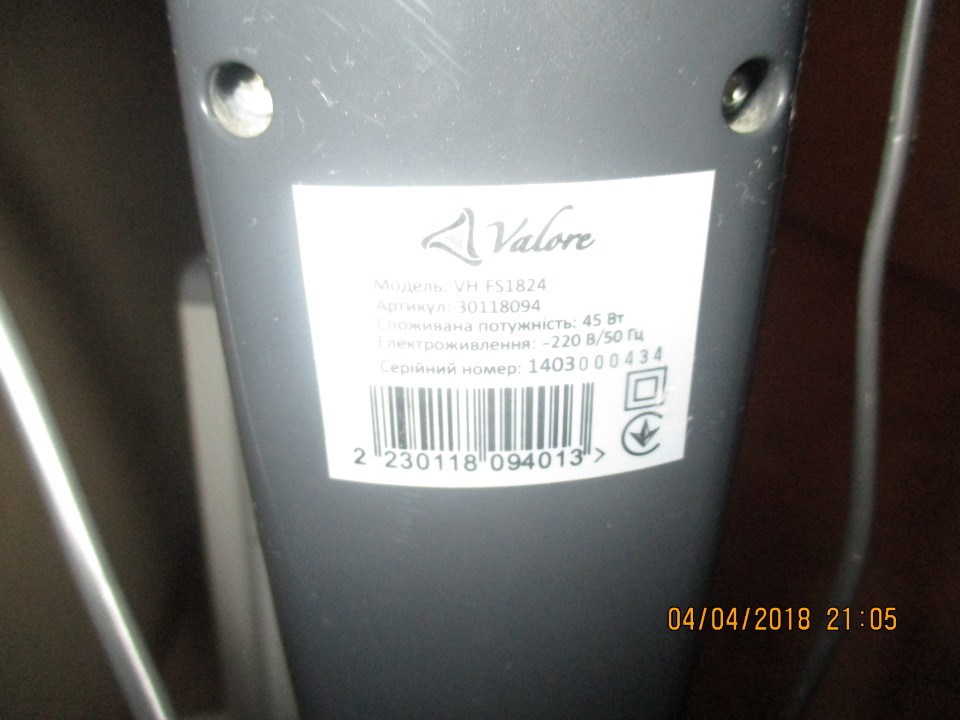 Valore
Модель: VH FS1824
Артикул: 30118094
Споживана потужність: 45 Вт
Електроживлення: ~220 В/50 Гц
Серійний номер: 1403000434
2 230118 094013 >
04/04/2018 21:05